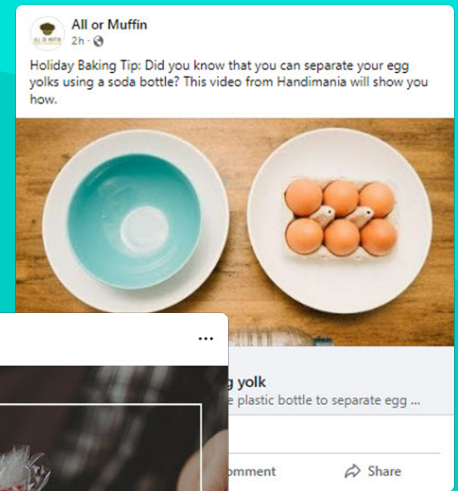 All or Muffin
2h ·
Holiday Baking Tip: Did you know that you can separate your egg
yolks using a soda bottle? This video from Handimania will show you
how.
yolk
plastic bottle to separate egg ...
Share